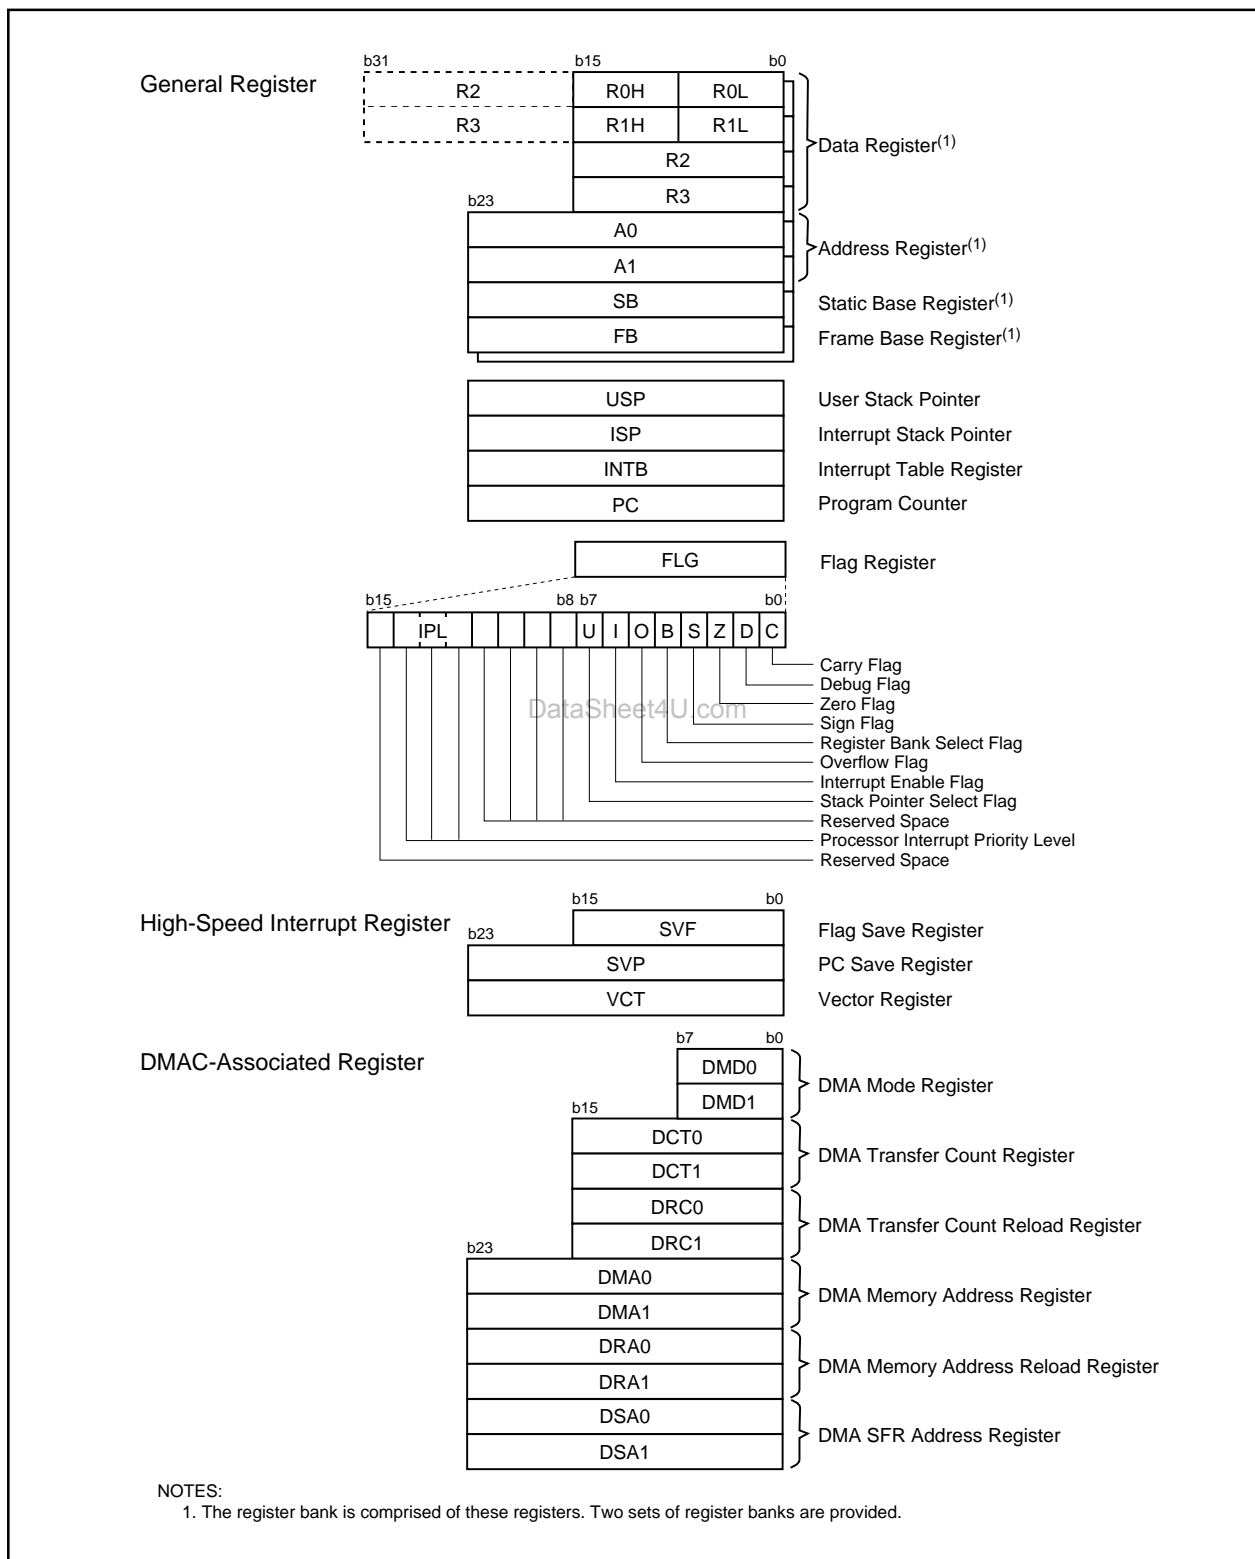 b31 b15 b0
General Register
R2 R0H R0L
R3 R1H R1L
Data Register(1)
R2
R3
b23
A0
Address Register(1)
A1
SB Static Base Register(1)
FB Frame Base Register(1)
USP User Stack Pointer
ISP Interrupt Stack Pointer
INTB Interrupt Table Register
PC Program Counter
FLG Flag Register
b15 b8 b7 b0
IPL U I O B S Z D C
Carry Flag
Debug Flag
Zero Flag
DataSheet4U.com
Sign Flag
Register Bank Select Flag
Overflow Flag
Interrupt Enable Flag
Stack Pointer Select Flag
Reserved Space
Processor Interrupt Priority Level
Reserved Space
b15 b0
High-Speed Interrupt Register
SVF Flag Save Register
b23
SVP PC Save Register
VCT Vector Register
b7 b0
DMAC-Associated Register
DMD0
DMA Mode Register
DMD1
b15
DCT0
DMA Transfer Count Register
DCT1
DRC0
DMA Transfer Count Reload Register
DRC1
b23
DMA0
DMA Memory Address Register
DMA1
DRA0
DMA Memory Address Reload Register
DRA1
DSA0
DMA SFR Address Register
DSA1
NOTES:
1. The register bank is comprised of these registers. Two sets of register banks are provided.